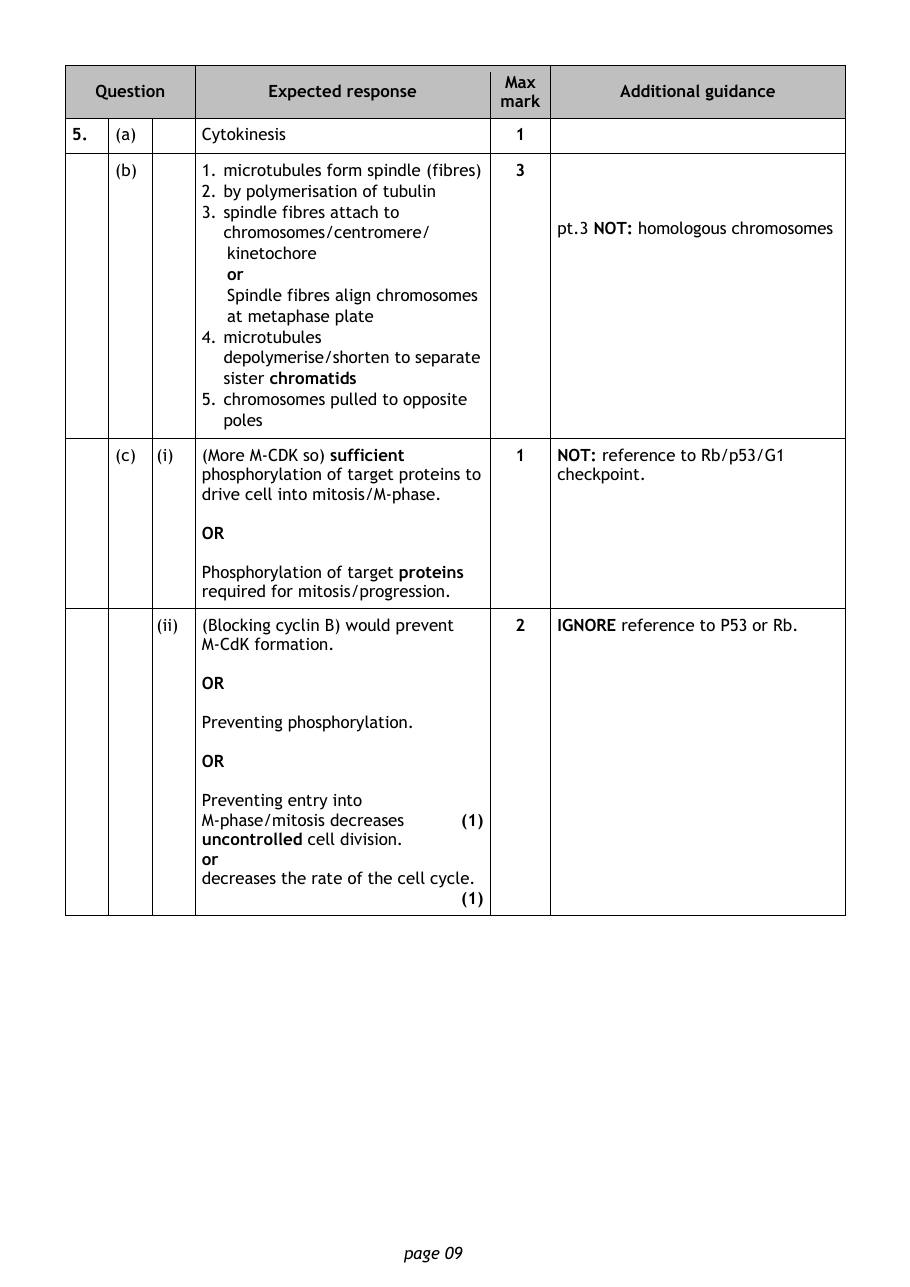 Question Expected response Max mark Additional guidance
5. (a) Cytokinesis 1
(b) 1. microtubules form spindle (fibres) 3
2. by polymerisation of tubulin
3. spindle fibres attach to
chromosomes/centromere/ pt.3 NOT: homologous chromosomes
kinetochore
or
Spindle fibres align chromosomes
at metaphase plate
4. microtubules
depolymerise/shorten to separate
sister chromatids
5. chromosomes pulled to opposite
poles
(c) (i) (More M-CDK so) sufficient 1 NOT: reference to Rb/p53/G1
phosphorylation of target proteins to checkpoint.
drive cell into mitosis/M-phase.
OR
Phosphorylation of target proteins
required for mitosis/progression.
(ii) (Blocking cyclin B) would prevent 2 IGNORE reference to P53 or Rb.
M-CdK formation.
OR
Preventing phosphorylation.
OR
Preventing entry into
M-phase/mitosis decreases (1)
uncontrolled cell division.
or
decreases the rate of the cell cycle.
(1)
page 09